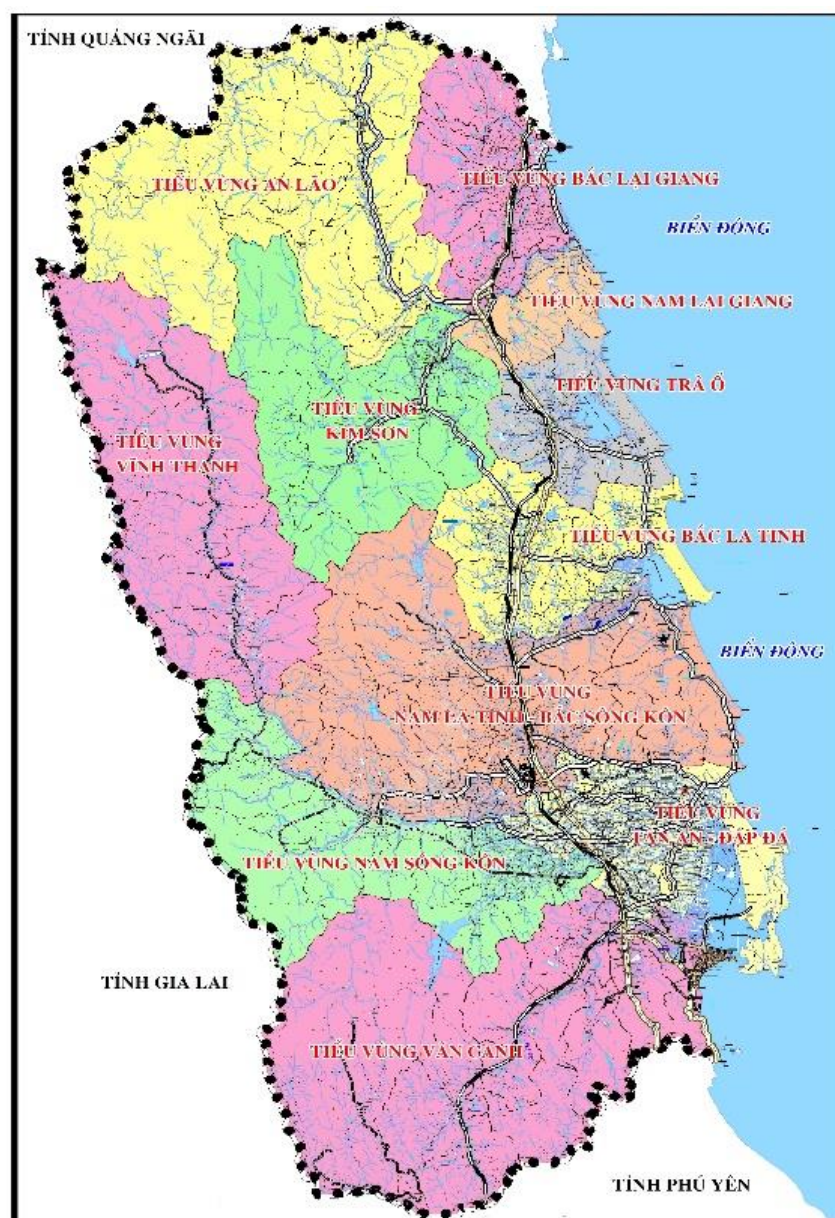 TỈNH QUẢNG NGÃI
TIỂU VÙNG AN LÃO
TIỂU VÙNG BẮC LẠI GIANG
BIỂN ĐÔNG
TIỂU VÙNG NAM LẠI GIANG
TIỂU VÙNG TRÀ Ổ
TIỂU VÙNG
KIM SƠN
TIỂU VÙNG
VĨNH THẠNH
TIỂU VÙNG BẮC LA TINH
BIỂN ĐÔNG
TIỂU VÙNG
NAM LA TINH - BẮC SÔNG KÔN
TIỂU VÙNG
TÂN AN - ĐẬP ĐÁ
TIỂU VÙNG NAM SÔNG KÔN
TỈNH GIA LAI
TIỂU VÙNG VÂN CANH
TỈNH PHÚ YÊN